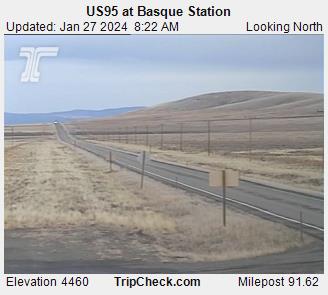 US95 at Basque Station
Updated: Jan 27 2024 8:22 AM Looking North
Elevation 4460 TripCheck.com Milepost 91.62